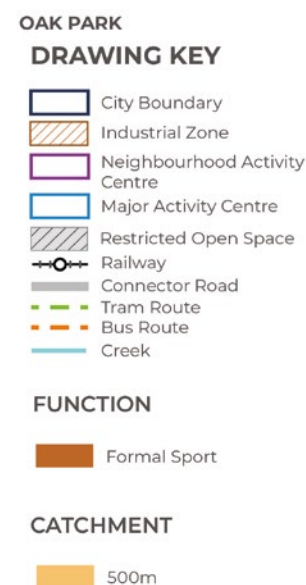 OAK PARK
DRAWING KEY
City Boundary
Industrial Zone
Neighbourhood Activity
Centre
Major Activity Centre
Restricted Open Space
Railway
Connector Road
Tram Route
Bus Route
Creek
FUNCTION
Formal Sport
CATCHMENT
500m